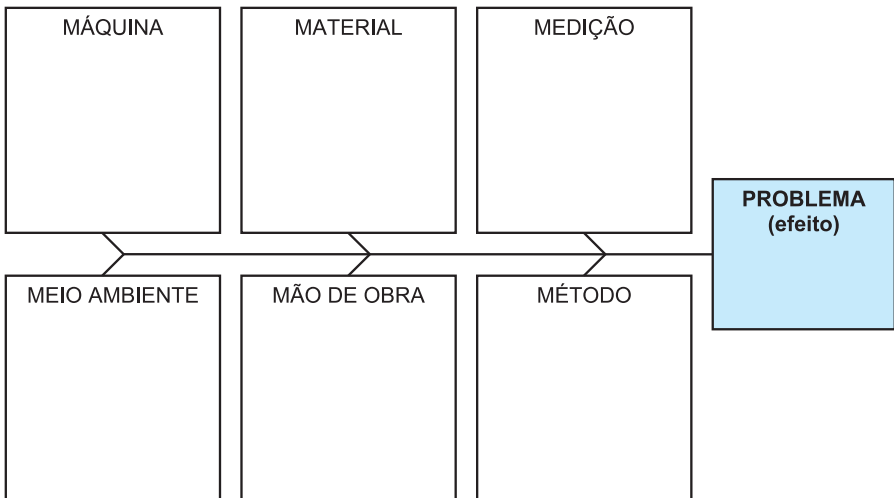 MÁQUINA
MATERIAL
MEDIÇÃO
PROBLEMA
(efeito)
MEIO AMBIENTE
MÃO DE OBRA
MÉTODO